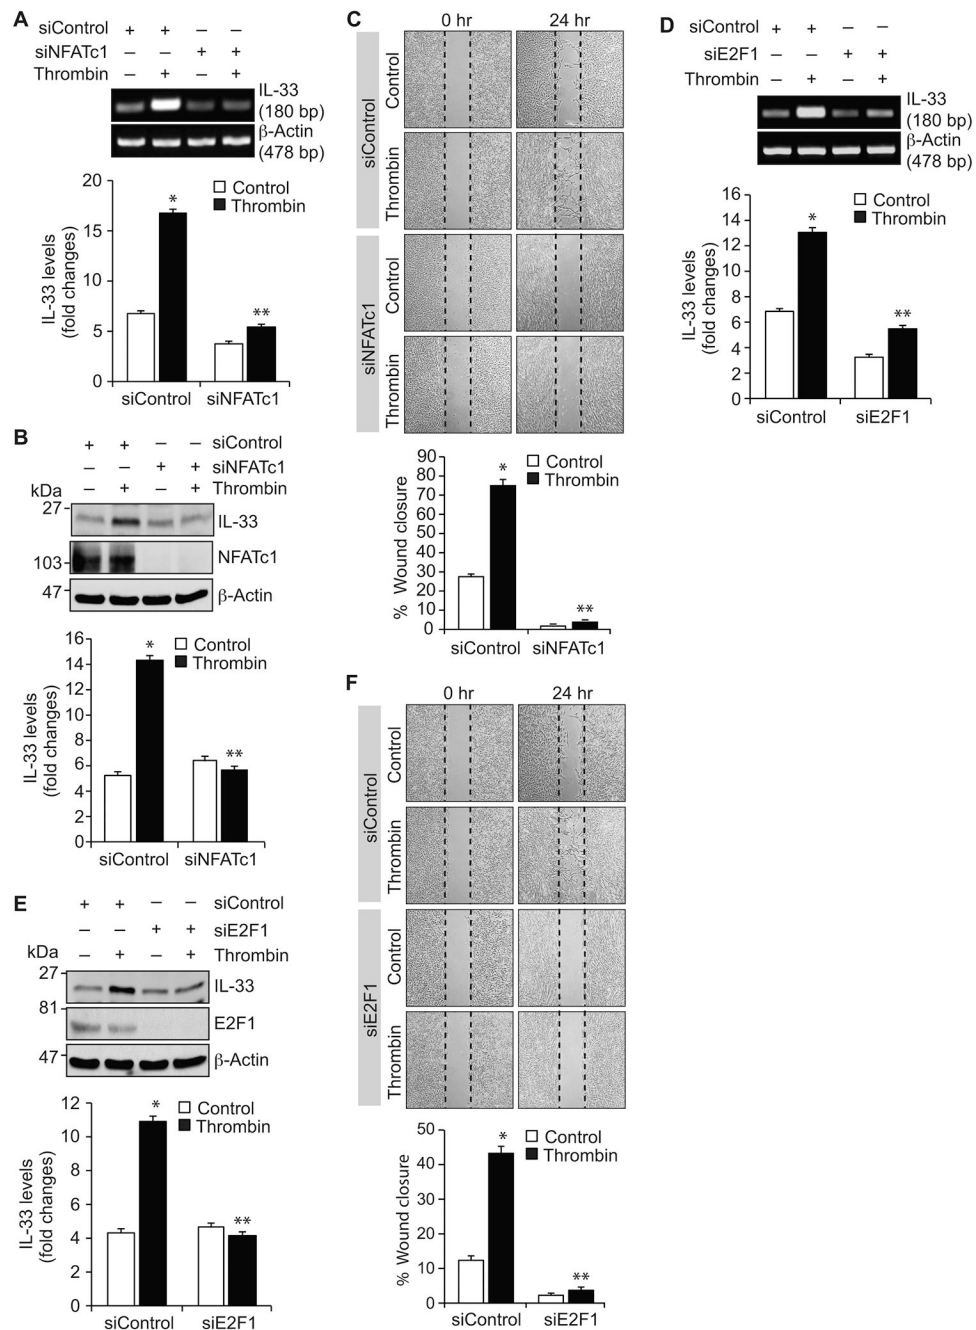 A
siControl + + – –
siNFATc1 – – + +
Thrombin – + – +
IL-33
(180 bp)
β-Actin
(478 bp)
20
15
10
5
0
IL-33 levels
(fold changes)
Control
Thrombin
*
**
siControl siNFATc1
B
+ + – – siControl
– – + + siNFATc1
– + – + Thrombin
kDa
27
IL-33
103
NFATc1
47
β-Actin
16
14
12
10
8
6
4
2
0
IL-33 levels
(fold changes)
Control
Thrombin
*
**
siControl siNFATc1
C
0 hr 24 hr
siControl
Control
Thrombin
siNFATc1
Control
Thrombin
90
80
70
60
50
40
30
20
10
0
% Wound closure
Control
Thrombin
*
**
siControl siNFATc1
D
siControl + + – –
siE2F1 – – + +
Thrombin – + – +
IL-33
(180 bp)
β-Actin
(478 bp)
16
14
12
10
8
6
4
2
0
IL-33 levels
(fold changes)
Control
Thrombin
*
**
siControl siE2F1
E
+ + – – siControl
– – + + siE2F1
– + – + Thrombin
kDa
27
IL-33
81
E2F1
47
β-Actin
12
10
8
6
4
2
0
IL-33 levels
(fold changes)
Control
Thrombin
*
**
siControl siE2F1
F
0 hr 24 hr
siControl
Control
Thrombin
siE2F1
Control
Thrombin
50
40
30
20
10
0
% Wound closure
Control
Thrombin
*
**
siControl siE2F1